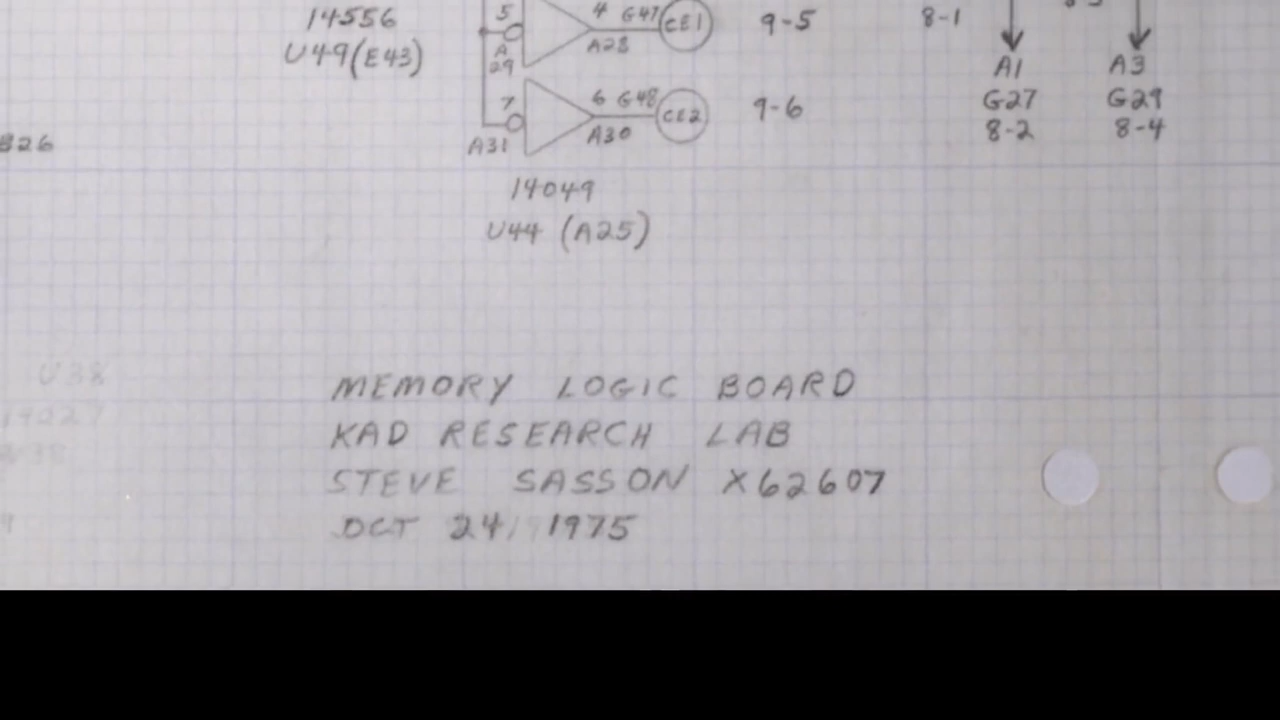 14556
U49(E43)
B26
5
A
29
4 G47
A28
CE1
9-5
7
A31
6 G48
A30
CE2
9-6
14049
U44 (A25)
8-1
A1
G27
8-2
A3
G29
8-4
U38
14027
MEMORY LOGIC BOARD
KAD RESEARCH LAB
STEVE SASSON X62607
OCT 24, 1975